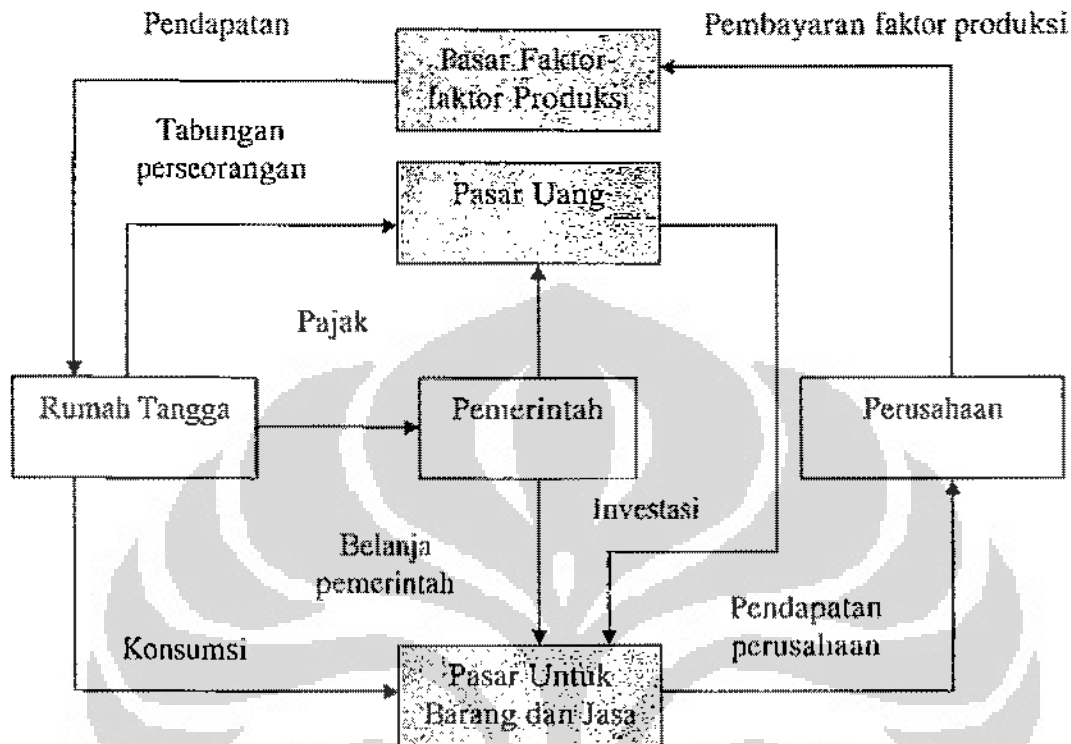 Pendapatan
Pembayaran faktor produksi
Pasar Faktor-
faktor Produksi
Tabungan
perseorangan
Pasar Uang
Pajak
Rumah Tangga
Pemerintah
Perusahaan
Investasi
Belanja
pemerintah
Pendapatan
perusahaan
Konsumsi
Pasar Untuk
Barang dan Jasa